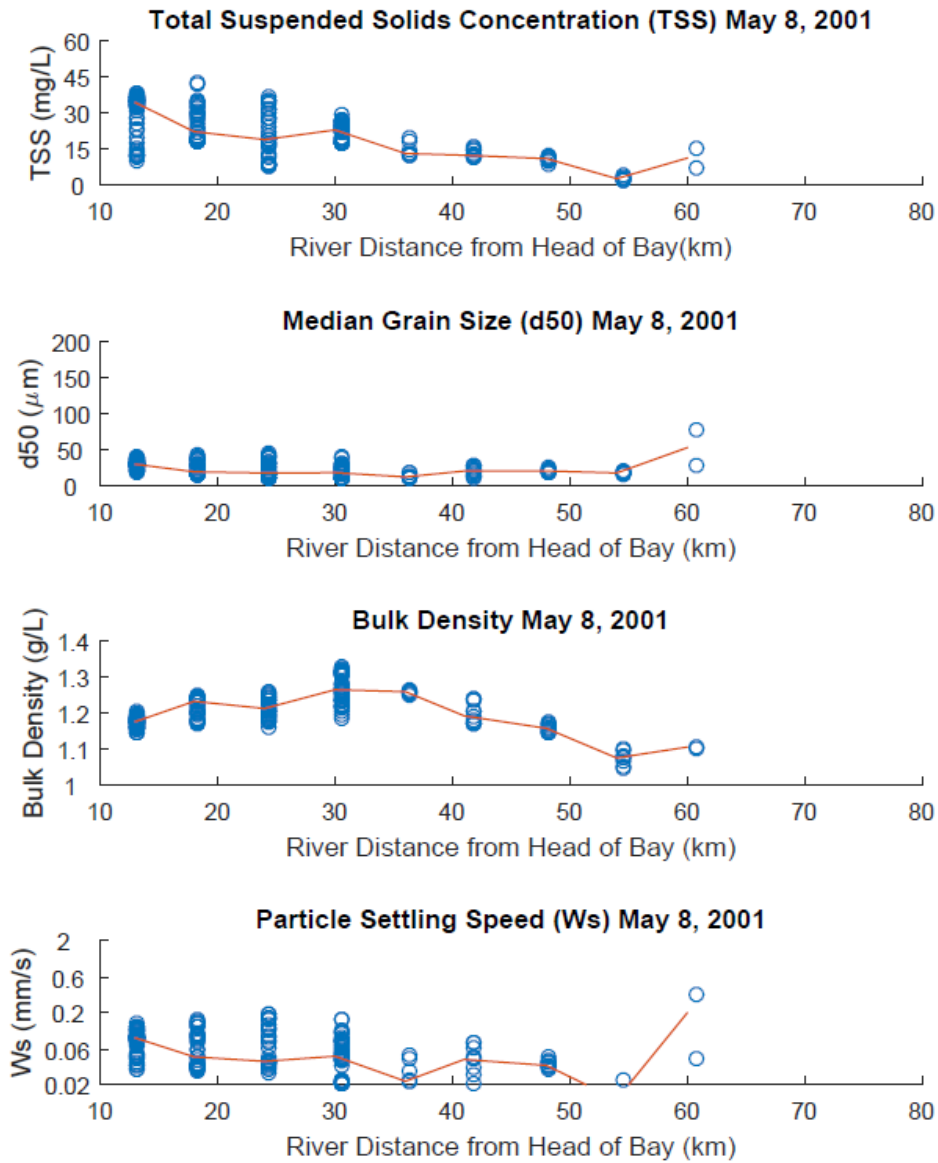 Total Suspended Solids Concentration (TSS) May 8, 2001
TSS (mg/L)
60
45
30
15
0
10 20 30 40 50 60 70 80
River Distance from Head of Bay(km)
Median Grain Size (d50) May 8, 2001
d50 (μm)
200
150
100
50
0
10 20 30 40 50 60 70 80
River Distance from Head of Bay (km)
Bulk Density May 8, 2001
Bulk Density (g/L)
1.4
1.3
1.2
1.1
1
10 20 30 40 50 60 70 80
River Distance from Head of Bay (km)
Particle Settling Speed (Ws) May 8, 2001
Ws (mm/s)
2
0.6
0.2
0.06
0.02
10 20 30 40 50 60 70 80
River Distance from Head of Bay (km)